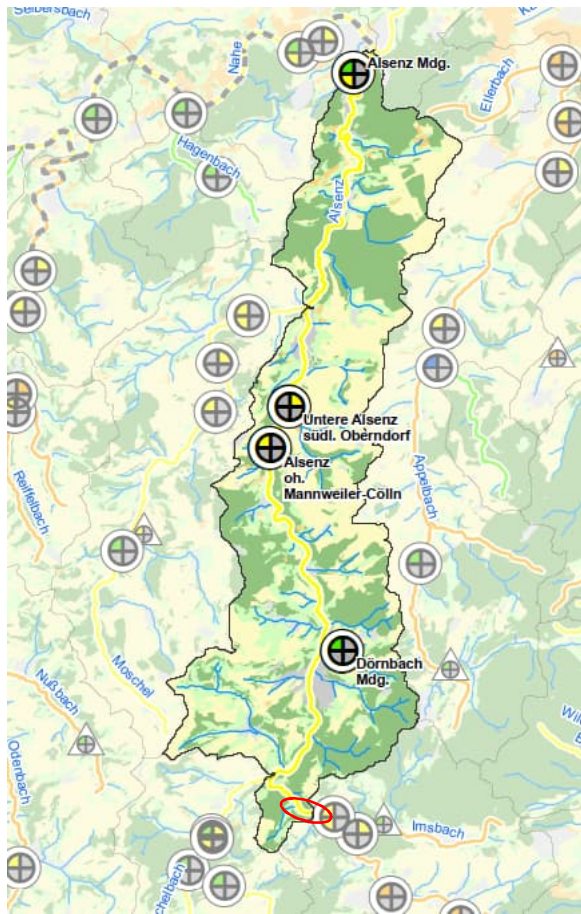 Selbersbach
Nahe
Alsenz Mdg.
Ellerbach
Hagenbach
Alsenz
Untere Alsenz
südl. Oberndorf
Alsenz
oh.
Mannweiler-Cölln
Reiffelbach
Appelbach
Dörnbach
Mdg.
Moschel
Nußbach
Odenbach
Imsbach